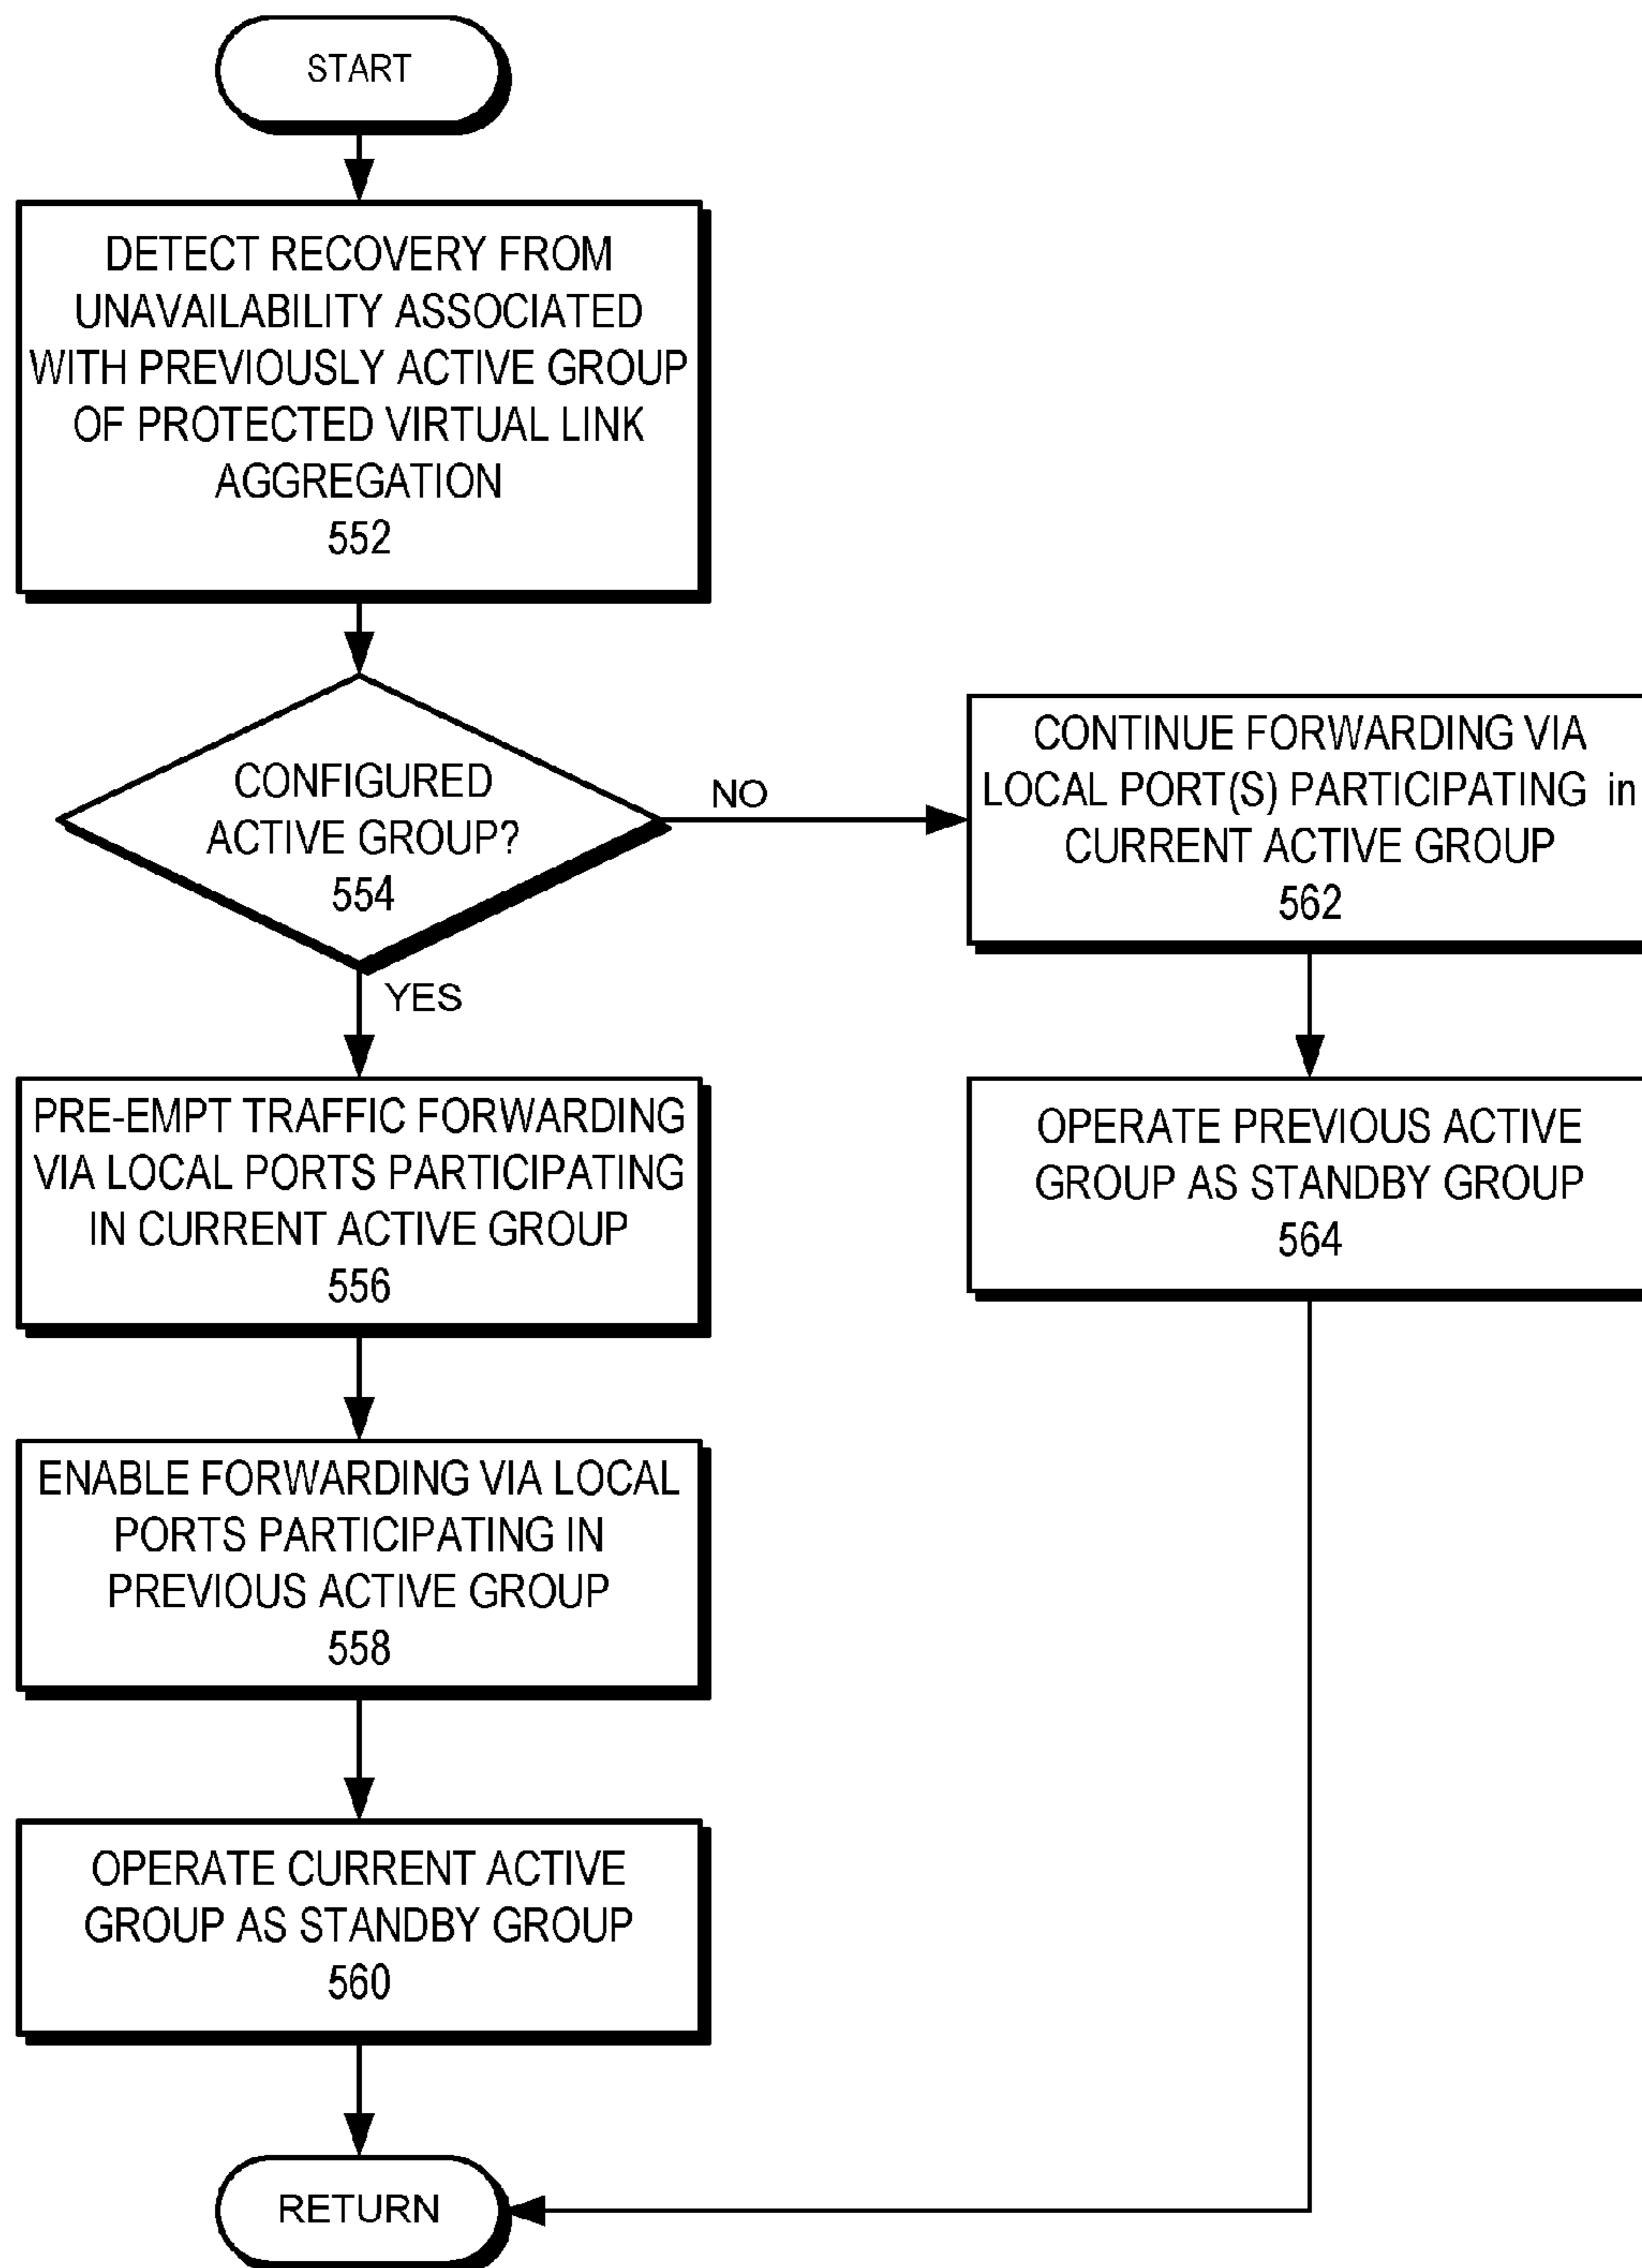 START
DETECT RECOVERY FROM
UNAVAILABILITY ASSOCIATED
WITH PREVIOUSLY ACTIVE GROUP
OF PROTECTED VIRTUAL LINK
AGGREGATION
552
CONFIGURED
ACTIVE GROUP?
554
NO
YES
CONTINUE FORWARDING VIA
LOCAL PORT(S) PARTICIPATING in
CURRENT ACTIVE GROUP
562
PRE-EMPT TRAFFIC FORWARDING
VIA LOCAL PORTS PARTICIPATING
IN CURRENT ACTIVE GROUP
556
OPERATE PREVIOUS ACTIVE
GROUP AS STANDBY GROUP
564
ENABLE FORWARDING VIA LOCAL
PORTS PARTICIPATING IN
PREVIOUS ACTIVE GROUP
558
OPERATE CURRENT ACTIVE
GROUP AS STANDBY GROUP
560
RETURN